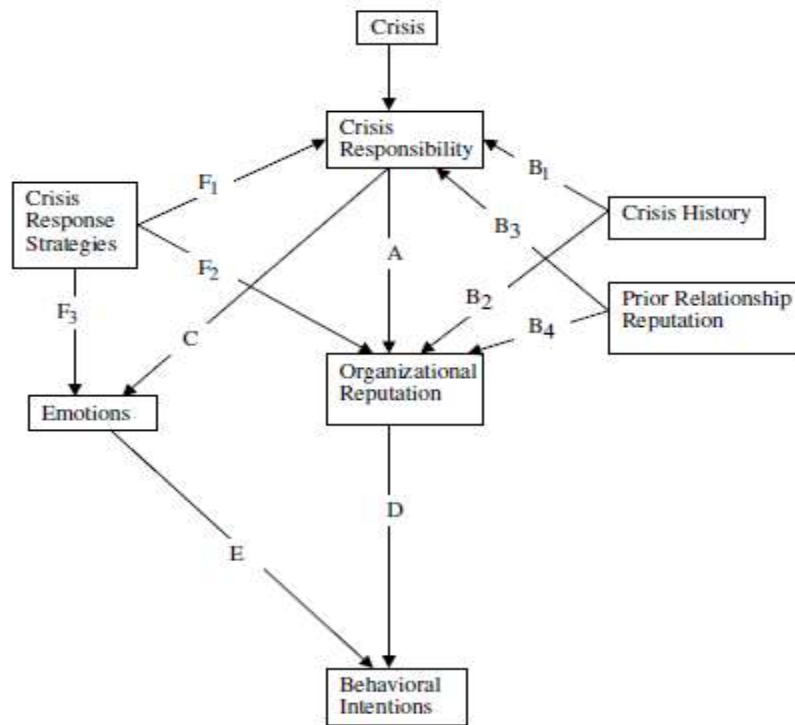 Crisis
Crisis
Responsibility
F1
B1
Crisis
Response
Strategies
Crisis History
B3
A
F2
F3
B2
Prior Relationship
Reputation
B4
C
Organizational
Reputation
Emotions
D
E
Behavioral
Intentions